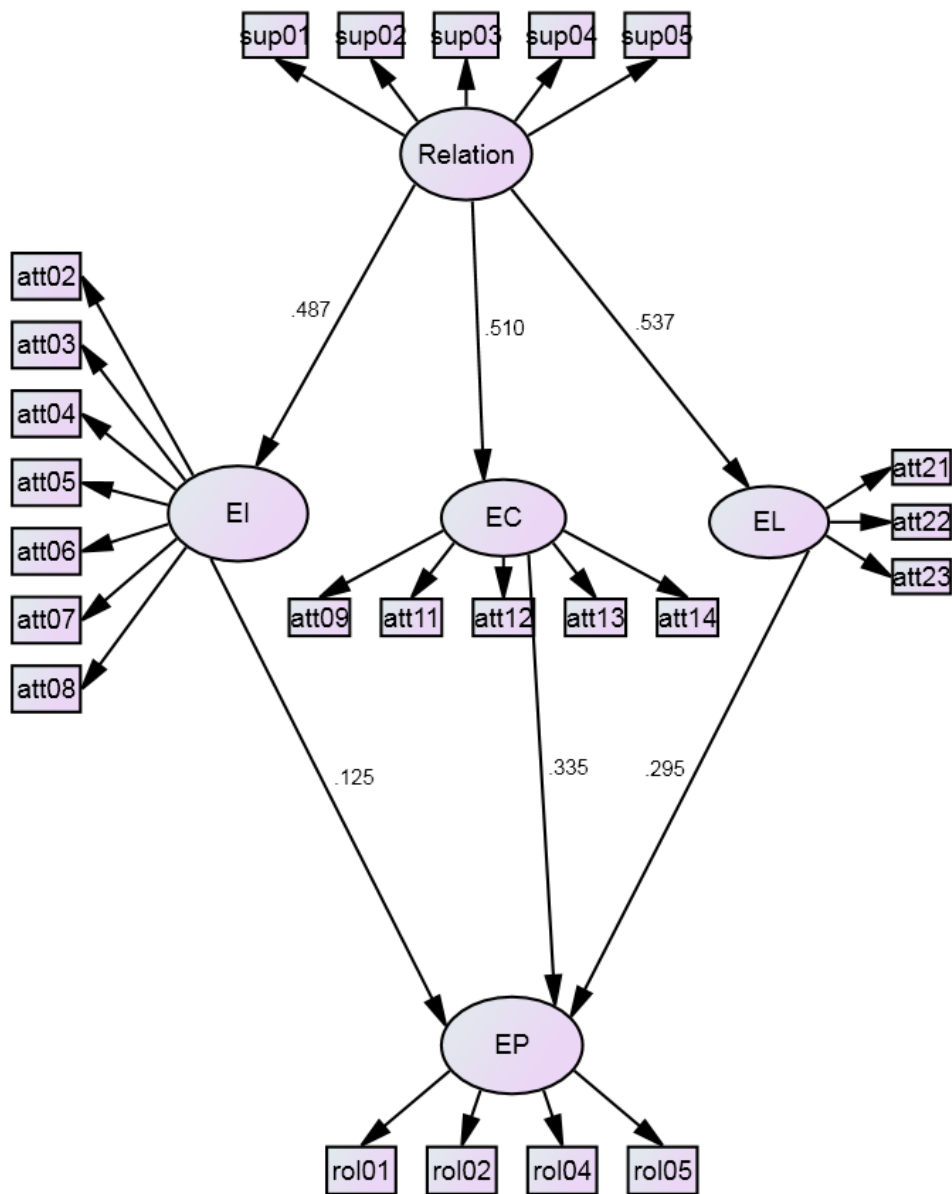 sup01 sup02 sup03 sup04 sup05
Relation
att02
att03
att04
att05
att06
att07
att08
.487
.510
.537
EI
EC
EL
att21
att22
att23
att09 att11 att12 att13 att14
.125
.335
.295
EP
rol01 rol02 rol04 rol05